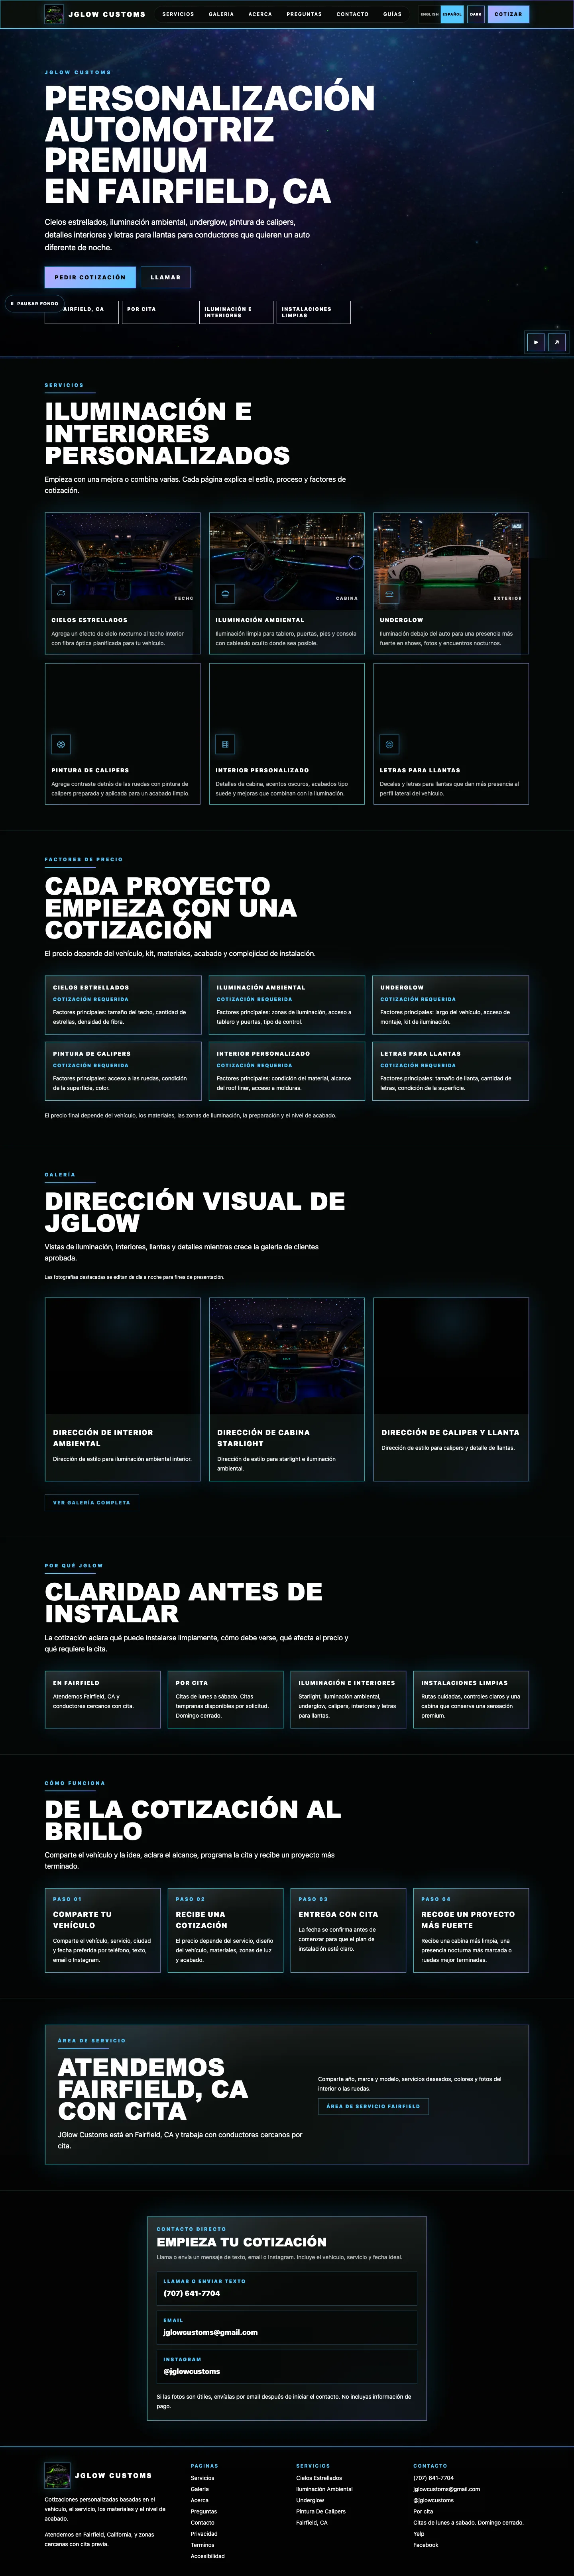 JGLOW CUSTOMS
SERVICIOS
GALERIA
ACERCA
PREGUNTAS
CONTACTO
GUÍAS
ENGLISH
ESPAÑOL
DARK
COTIZAR
JGLOW CUSTOMS
PERSONALIZACIÓN
AUTOMOTRIZ
PREMIUM
EN FAIRFIELD, CA
Cielos estrellados, iluminación ambiental, underglow, pintura de calipers,
detalles interiores y letras para llantas para conductores que quieren un auto
diferente de noche.
PEDIR COTIZACIÓN
LLAMAR
PAUSAR FONDO
AIRFIELD, CA
POR CITA
ILUMINACIÓN E
INTERIORES
INSTALACIONES
LIMPIAS
SERVICIOS
ILUMINACIÓN E
INTERIORES
PERSONALIZADOS
Empieza con una mejora o combina varias. Cada página explica el estilo, proceso y factores de
cotización.
TECHO
CIELOS ESTRELLADOS
Agrega un efecto de cielo nocturno al techo interior
con fibra óptica planificada para tu vehículo.
CABINA
ILUMINACIÓN AMBIENTAL
Iluminación limpia para tablero, puertas, pies y consola
con cableado oculto donde sea posible.
EXTERIOR
UNDERGLOW
Iluminación debajo del auto para una presencia más
fuerte en shows, fotos y encuentros nocturnos.
PINTURA DE CALIPERS
Agrega contraste detrás de las ruedas con pintura de
calipers preparada y aplicada para un acabado limpio.
INTERIOR PERSONALIZADO
Detalles de cabina, acentos oscuros, acabados tipo
suede y mejoras que combinan con la iluminación.
LETRAS PARA LLANTAS
Decales y letras para llantas que dan más presencia al
perfil lateral del vehículo.
FACTORES DE PRECIO
CADA PROYECTO
EMPIEZA CON UNA
COTIZACIÓN
El precio depende del vehículo, kit, materiales, acabado y complejidad de instalación.
CIELOS ESTRELLADOS
COTIZACIÓN REQUERIDA
Factores principales: tamaño del techo, cantidad de
estrellas, densidad de fibra.
ILUMINACIÓN AMBIENTAL
COTIZACIÓN REQUERIDA
Factores principales: zonas de iluminación, acceso a
tablero y puertas, tipo de control.
UNDERGLOW
COTIZACIÓN REQUERIDA
Factores principales: largo del vehículo, acceso de
montaje, kit de iluminación.
PINTURA DE CALIPERS
COTIZACIÓN REQUERIDA
Factores principales: acceso a las ruedas, condición
de la superficie, color.
INTERIOR PERSONALIZADO
COTIZACIÓN REQUERIDA
Factores principales: condición del material, alcance
del roof liner, acceso a molduras.
LETRAS PARA LLANTAS
COTIZACIÓN REQUERIDA
Factores principales: tamaño de llanta, cantidad de
letras, condición de la superficie.
El precio final depende del vehículo, los materiales, las zonas de iluminación, la preparación y el nivel de acabado.
GALERÍA
DIRECCIÓN VISUAL DE
JGLOW
Vistas de iluminación, interiores, llantas y detalles mientras crece la galería de clientes
aprobada.
Las fotografías destacadas se editan de día a noche para fines de presentación.
DIRECCIÓN DE INTERIOR
AMBIENTAL
Dirección de estilo para iluminación ambiental interior.
DIRECCIÓN DE CABINA
STARLIGHT
Dirección de estilo para starlight e iluminación
ambiental.
DIRECCIÓN DE CALIPER Y LLANTA
Dirección de estilo para calipers y detalle de llantas.
VER GALERÍA COMPLETA
POR QUÉ JGLOW
CLARIDAD ANTES DE
INSTALAR
La cotización aclara qué puede instalarse limpiamente, cómo debe verse, qué afecta el precio y
qué requiere la cita.
EN FAIRFIELD
Atendemos Fairfield, CA y
conductores cercanos con cita.
POR CITA
Citas de lunes a sábado. Citas
tempranas disponibles por solicitud.
Domingo cerrado.
ILUMINACIÓN E INTERIORES
Starlight, iluminación ambiental,
underglow, calipers, interiores y letras
para llantas.
INSTALACIONES LIMPIAS
Rutas cuidadas, controles claros y una
cabina que conserva una sensación
premium.
CÓMO FUNCIONA
DE LA COTIZACIÓN AL
BRILLO
Comparte el vehículo y la idea, aclara el alcance, programa la cita y recibe un proyecto más
terminado.
PASO 01
COMPARTE TU
VEHÍCULO
Comparte el vehículo, servicio, ciudad
y fecha preferida por teléfono, texto,
email o Instagram.
PASO 02
RECIBE UNA
COTIZACIÓN
El precio depende del servicio, diseño
del vehículo, materiales, zonas de luz
y acabado.
PASO 03
ENTREGA CON CITA
La fecha se confirma antes de
comenzar para que el plan de
instalación esté claro.
PASO 04
RECOGE UN PROYECTO
MÁS FUERTE
Recibe una cabina más limpia, una
presencia nocturna más marcada o
ruedas mejor terminadas.
ÁREA DE SERVICIO
ATENDEMOS
FAIRFIELD, CA
CON CITA
JGlow Customs está en Fairfield, CA y trabaja con conductores cercanos por
cita.
Comparte año, marca y modelo, servicios deseados, colores y fotos del
interior o las ruedas.
ÁREA DE SERVICIO FAIRFIELD
CONTACTO DIRECTO
EMPIEZA TU COTIZACIÓN
Llama o envía un mensaje de texto, email o Instagram. Incluye el vehículo, servicio y fecha ideal.
LLAMAR O ENVIAR TEXTO
(707) 641-7704
EMAIL
jglowcustoms@gmail.com
INSTAGRAM
@jglowcustoms
Si las fotos son útiles, envíalas por email después de iniciar el contacto. No incluyas información de
pago.
JGLOW CUSTOMS
Cotizaciones personalizadas basadas en el
vehículo, el servicio, los materiales y el nivel de
acabado.
Atendemos en Fairfield, California, y zonas
cercanas con cita previa.
PAGINAS
Servicios
Galeria
Acerca
Preguntas
Contacto
Privacidad
Terminos
Accesibilidad
SERVICIOS
Cielos Estrellados
Iluminación Ambiental
Underglow
Pintura De Calipers
Fairfield, CA
CONTACTO
(707) 641-7704
jglowcustoms@gmail.com
@jglowcustoms
Por cita
Citas de lunes a sabado. Domingo cerrado.
Yelp
Facebook